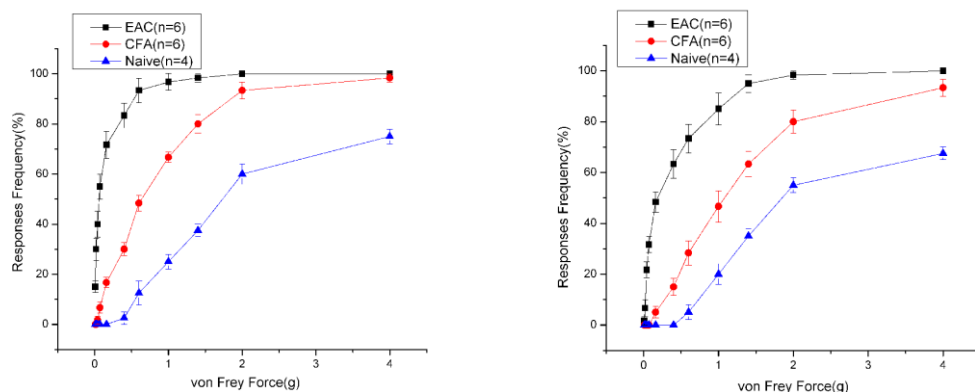 EAC(n=6)
CFA(n=6)
Naive(n=4)
100
80
60
40
20
0
Responses Frequency(%)
0 1 2 3 4
von Frey Force(g)
EAC(n=6)
CFA(n=6)
Naive(n=4)
100
80
60
40
20
0
Responses Frequency(%)
0 1 2 3 4
von Frey Force(g)